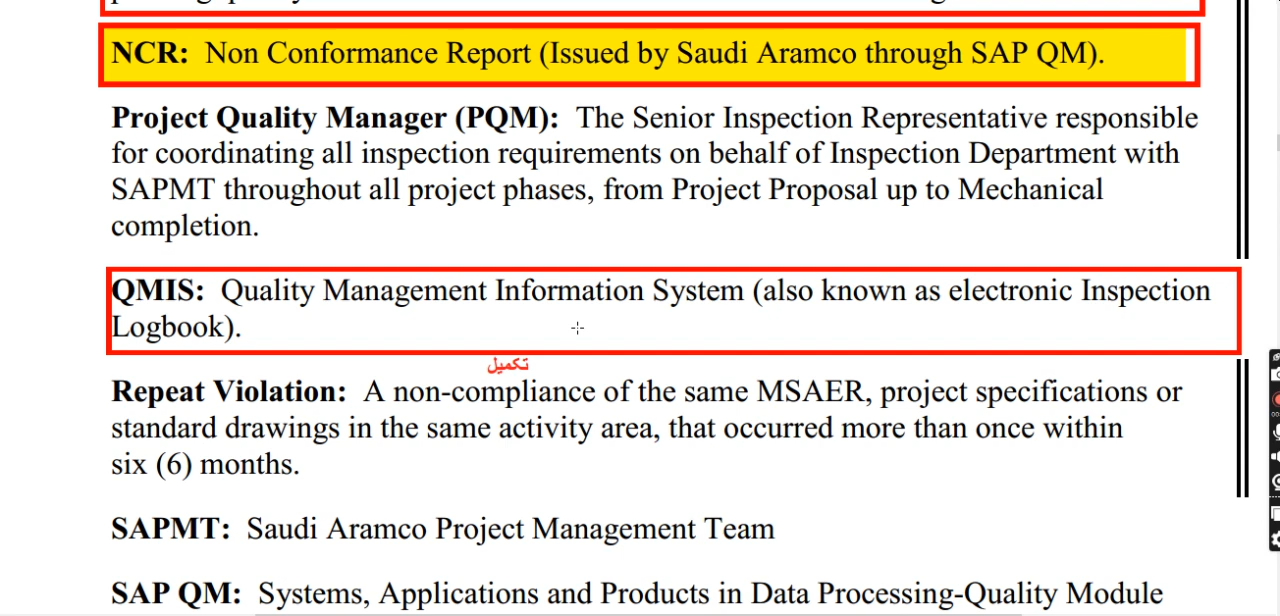 NCR: Non Conformance Report (Issued by Saudi Aramco through SAP QM).
Project Quality Manager (PQM): The Senior Inspection Representative responsible
for coordinating all inspection requirements on behalf of Inspection Department with
SAPMT throughout all project phases, from Project Proposal up to Mechanical
completion.
QMIS: Quality Management Information System (also known as electronic Inspection
Logbook).
تكميل
Repeat Violation: A non-compliance of the same MSAER, project specifications or
standard drawings in the same activity area, that occurred more than once within
six (6) months.
SAPMT: Saudi Aramco Project Management Team
SAP QM: Systems, Applications and Products in Data Processing-Quality Module